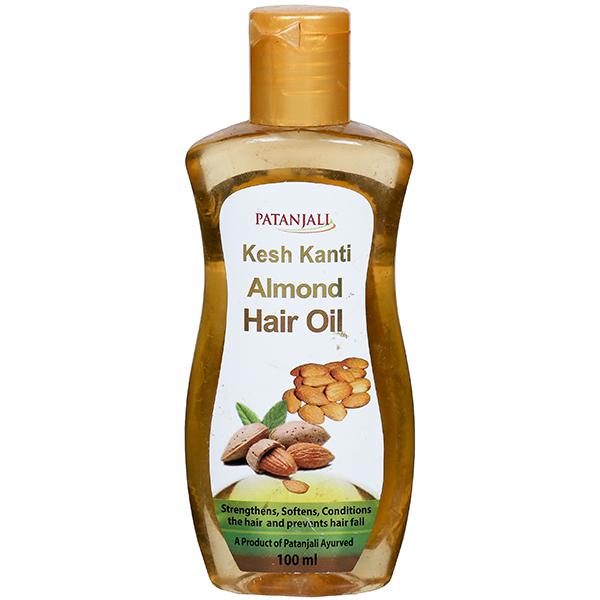 PATANJALI
Kesh Kanti
Almond
Hair Oil
Strengthens, Softens, Conditions
the hair and prevents hair fall
A Product of Patanjali Ayurved
100 ml